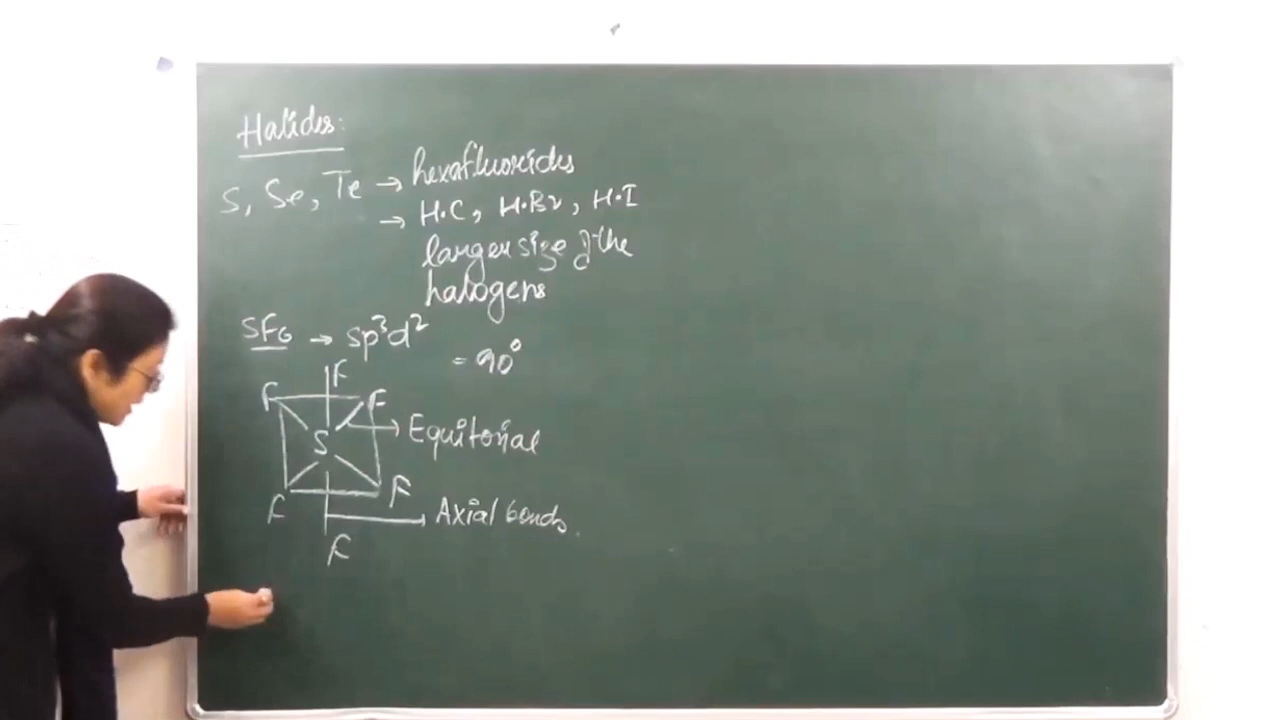 Halides:
S, Se, Te → hexafluorides
→ H.C, H.Br, H.I
larger size of the
halogens
SF6 → sp³d²
= 90°
F
F F
S → Equitorial
F F
→ Axial bonds.
F